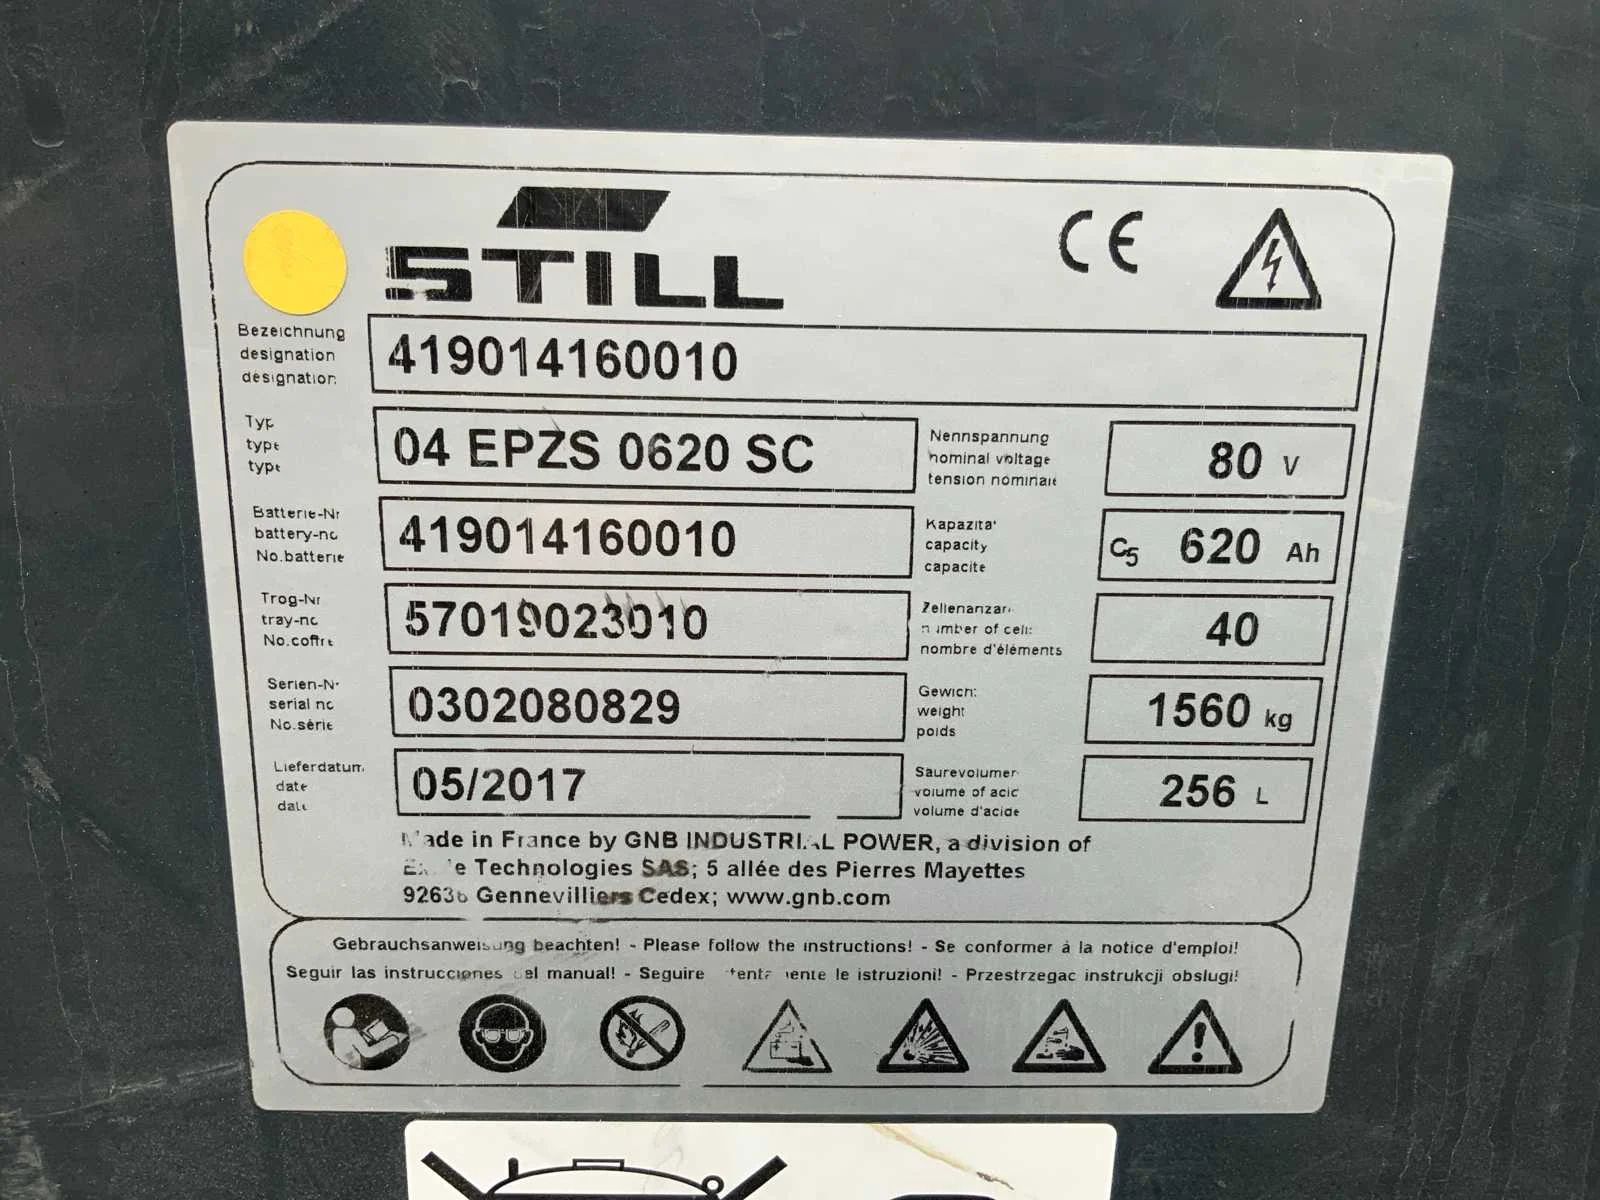 STILL CE
Bezeichnung
designation
désignation
419014160010
Typ
type
type
04 EPZS 0620 SC
Nennspannung
nominal voltage
tension nominale
80 V
Batterie-Nr
battery-no
No.batterie
419014160010
Kapazität
capacity
capacité
C5 620 Ah
Trog-Nr
tray-no
No.coffre
57019023010
Zellenanzahl
number of cells
nombre d'éléments
40
Serien-Nr
serial no
No.série
0302080829
Gewicht
weight
poids
1560 kg
Lieferdatum
date
date
05/2017
Säurevolumen
volume of acid
volume d'acide
256 L
Made in France by GNB INDUSTRIAL POWER, a division of
Exide Technologies SAS; 5 allée des Pierres Mayettes
Gennevilliers Cedex; www.gnb.com
Gebrauchsanweisung beachten! - Please follow the instructions! - Se conformer à la notice d'emploi!
Seguir las instrucciones del manual! - Seguire attentamente le istruzioni! - Przestrzegac instrukcji obslugi!